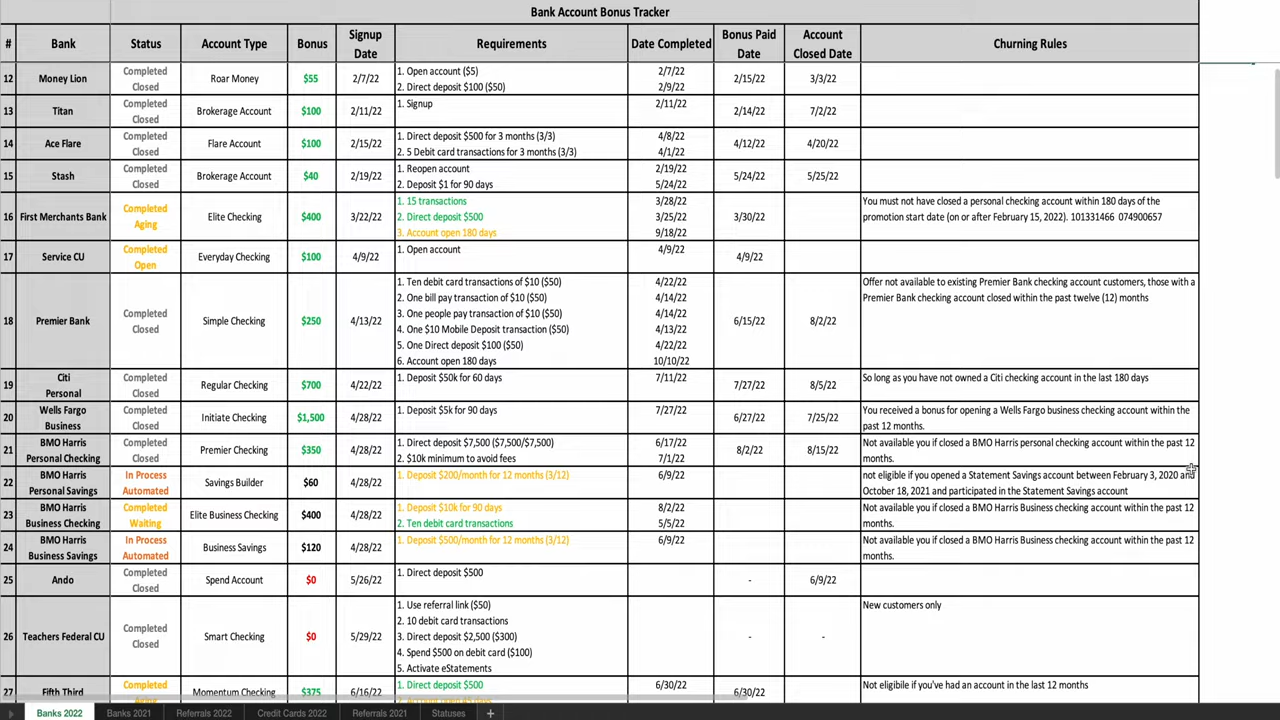 Bank Account Bonus Tracker
# Bank Status Account Type Bonus Signup Date Requirements Date Completed Bonus Paid Date Account Closed Date Churning Rules
12 Money Lion Completed Closed Roar Money $55 2/7/22 1. Open account ($5) 2/7/22 2/15/22 3/3/22
2. Direct deposit $100 ($50) 2/9/22
13 Titan Completed Closed Brokerage Account $100 2/11/22 1. Signup 2/11/22 2/14/22 7/2/22
14 Ace Flare Completed Closed Flare Account $100 2/15/22 1. Direct deposit $500 for 3 months (3/3) 4/8/22 4/12/22 4/20/22
2. 5 Debit card transactions for 3 months (3/3) 4/1/22
15 Stash Completed Closed Brokerage Account $40 2/19/22 1. Reopen account 2/19/22 5/24/22 5/25/22
2. Deposit $1 for 90 days 5/24/22
16 First Merchants Bank Completed Aging Elite Checking $400 3/22/22 1. 15 transactions 3/28/22 3/30/22 You must not have closed a personal checking account within 180 days of the
2. Direct deposit $500 3/25/22 promotion start date (on or after February 15, 2022). 101331466 074900657
3. Account open 180 days 9/18/22
17 Service CU Completed Open Everyday Checking $100 4/9/22 1. Open account 4/9/22 4/9/22
18 Premier Bank Completed Closed Simple Checking $250 4/13/22 1. Ten debit card transactions of $10 ($50) 4/22/22 6/15/22 8/2/22 Offer not available to existing Premier Bank checking account customers, those with a
2. One bill pay transaction of $10 ($50) 4/14/22 Premier Bank checking account closed within the past twelve (12) months
3. One people pay transaction of $10 ($50) 4/14/22
4. One $10 Mobile Deposit transaction ($50) 4/13/22
5. One Direct deposit $100 ($50) 4/22/22
6. Account open 180 days 10/10/22
19 Citi Personal Completed Closed Regular Checking $700 4/22/22 1. Deposit $50k for 60 days 7/11/22 7/27/22 8/5/22 So long as you have not owned a Citi checking account in the last 180 days
20 Wells Fargo Business Completed Closed Initiate Checking $1,500 4/28/22 1. Deposit $5k for 90 days 7/27/22 6/27/22 7/25/22 You received a bonus for opening a Wells Fargo business checking account within the
past 12 months.
21 BMO Harris Personal Checking Completed Closed Premier Checking $350 4/28/22 1. Direct deposit $7,500 ($7,500/$7,500) 6/17/22 8/2/22 8/15/22 Not available you if closed a BMO Harris personal checking account within the past 12
2. $10k minimum to avoid fees 7/1/22 months.
22 BMO Harris Personal Savings In Process Automated Savings Builder $60 4/28/22 1. Deposit $200/month for 12 months (3/12) 6/9/22 not eligible if you opened a Statement Savings account between February 3, 2020 and
October 18, 2021 and participated in the Statement Savings account
23 BMO Harris Business Checking Completed Waiting Elite Business Checking $400 4/28/22 1. Deposit $10k for 90 days 8/2/22 Not available you if closed a BMO Harris Business checking account within the past 12
2. Ten debit card transactions 5/5/22 months.
24 BMO Harris Business Savings In Process Automated Business Savings $120 4/28/22 1. Deposit $500/month for 12 months (3/12) 6/9/22 Not available you if closed a BMO Harris Business checking account within the past 12
months.
25 Ando Completed Closed Spend Account $0 5/26/22 1. Direct deposit $500 - 6/9/22
26 Teachers Federal CU Completed Closed Smart Checking $0 5/29/22 1. Use referral link ($50) - - New customers only
2. 10 debit card transactions
3. Direct deposit $2,500 ($300)
4. Spend $500 on debit card ($100)
5. Activate eStatements
27 Fifth Third Completed Momentum Checking $375 6/16/22 1. Direct deposit $500 6/30/22 6/30/22 Not eligible if you've had an account in the last 12 months
Banks 2022 Banks 2021 Referrals 2022 Credit Cards 2022 Referrals 2021 Statuses +